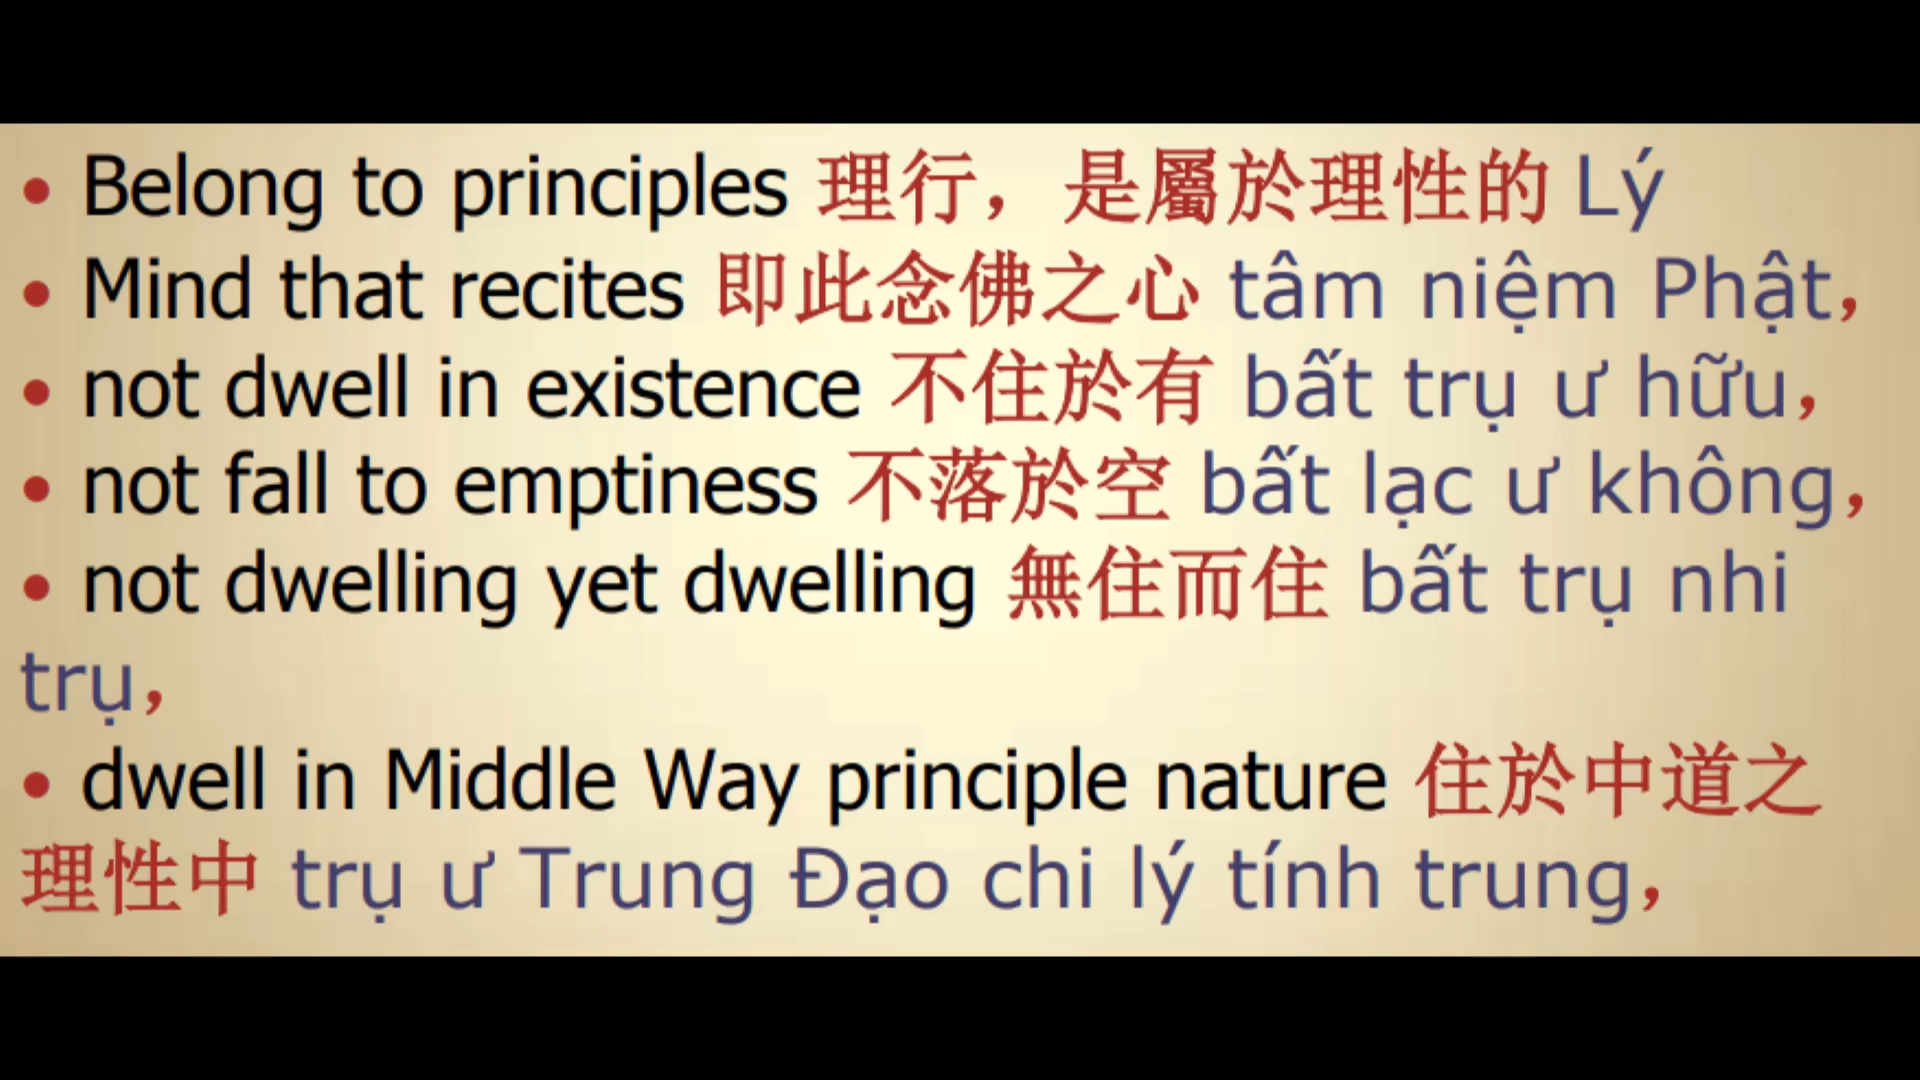 • Belong to principles 理行，是屬於理性的 Lý
• Mind that recites 即此念佛之心 tâm niệm Phật，
• not dwell in existence 不住於有 bất trụ ư hữu，
• not fall to emptiness 不落於空 bất lạc ư không，
• not dwelling yet dwelling 無住而住 bất trụ nhi
trụ，
• dwell in Middle Way principle nature 住於中道之
理性中 trụ ư Trung Đạo chi lý tính trung，